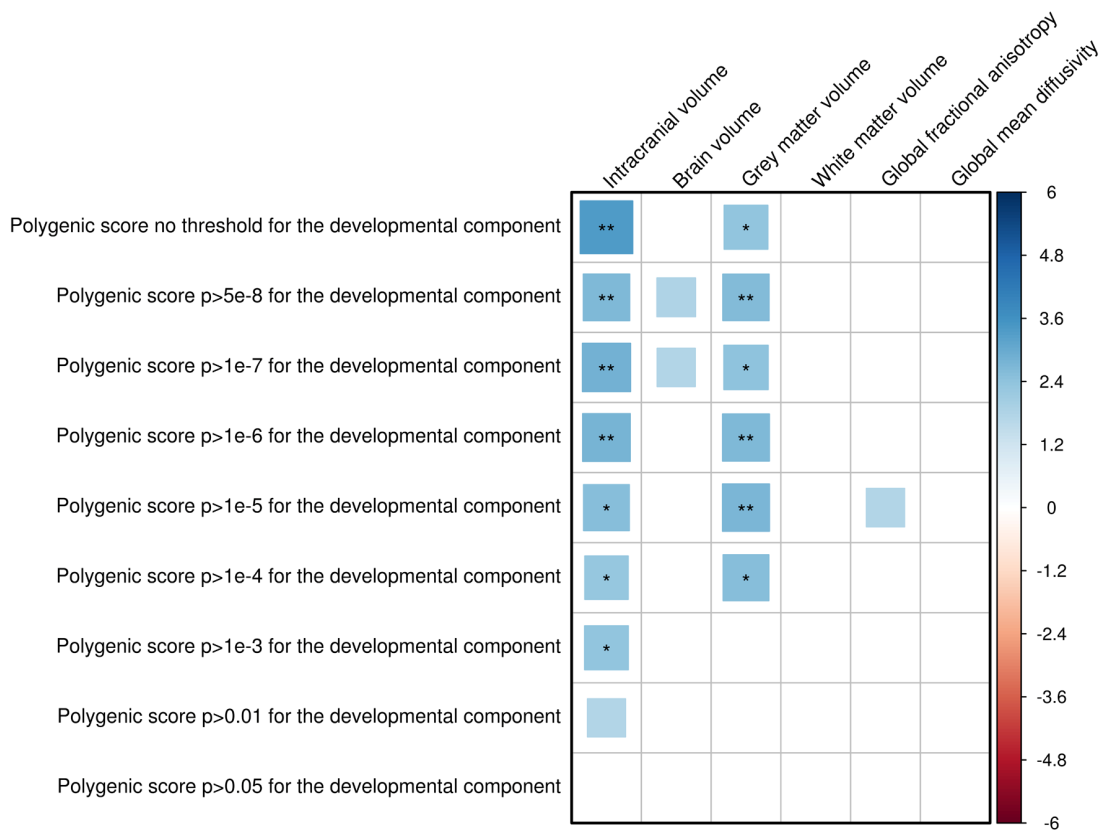 Intracranial volume
Brain volume
Grey matter volume
White matter volume
Global fractional anisotropy
Global mean diffusivity
Polygenic score no threshold for the developmental component
** *
Polygenic score p>5e-8 for the developmental component
** **
Polygenic score p>1e-7 for the developmental component
** *
Polygenic score p>1e-6 for the developmental component
** **
Polygenic score p>1e-5 for the developmental component
* **
Polygenic score p>1e-4 for the developmental component
* *
Polygenic score p>1e-3 for the developmental component
*
Polygenic score p>0.01 for the developmental component
Polygenic score p>0.05 for the developmental component
6
4.8
3.6
2.4
1.2
0
-1.2
-2.4
-3.6
-4.8
-6